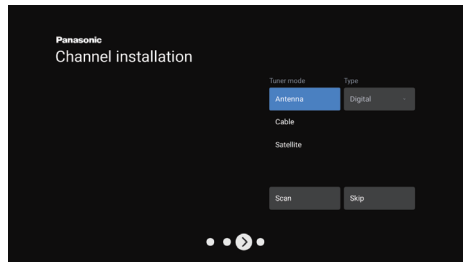 Panasonic
Channel installation
Tuner mode Type
Antenna Digital
Cable
Satellite
Scan Skip